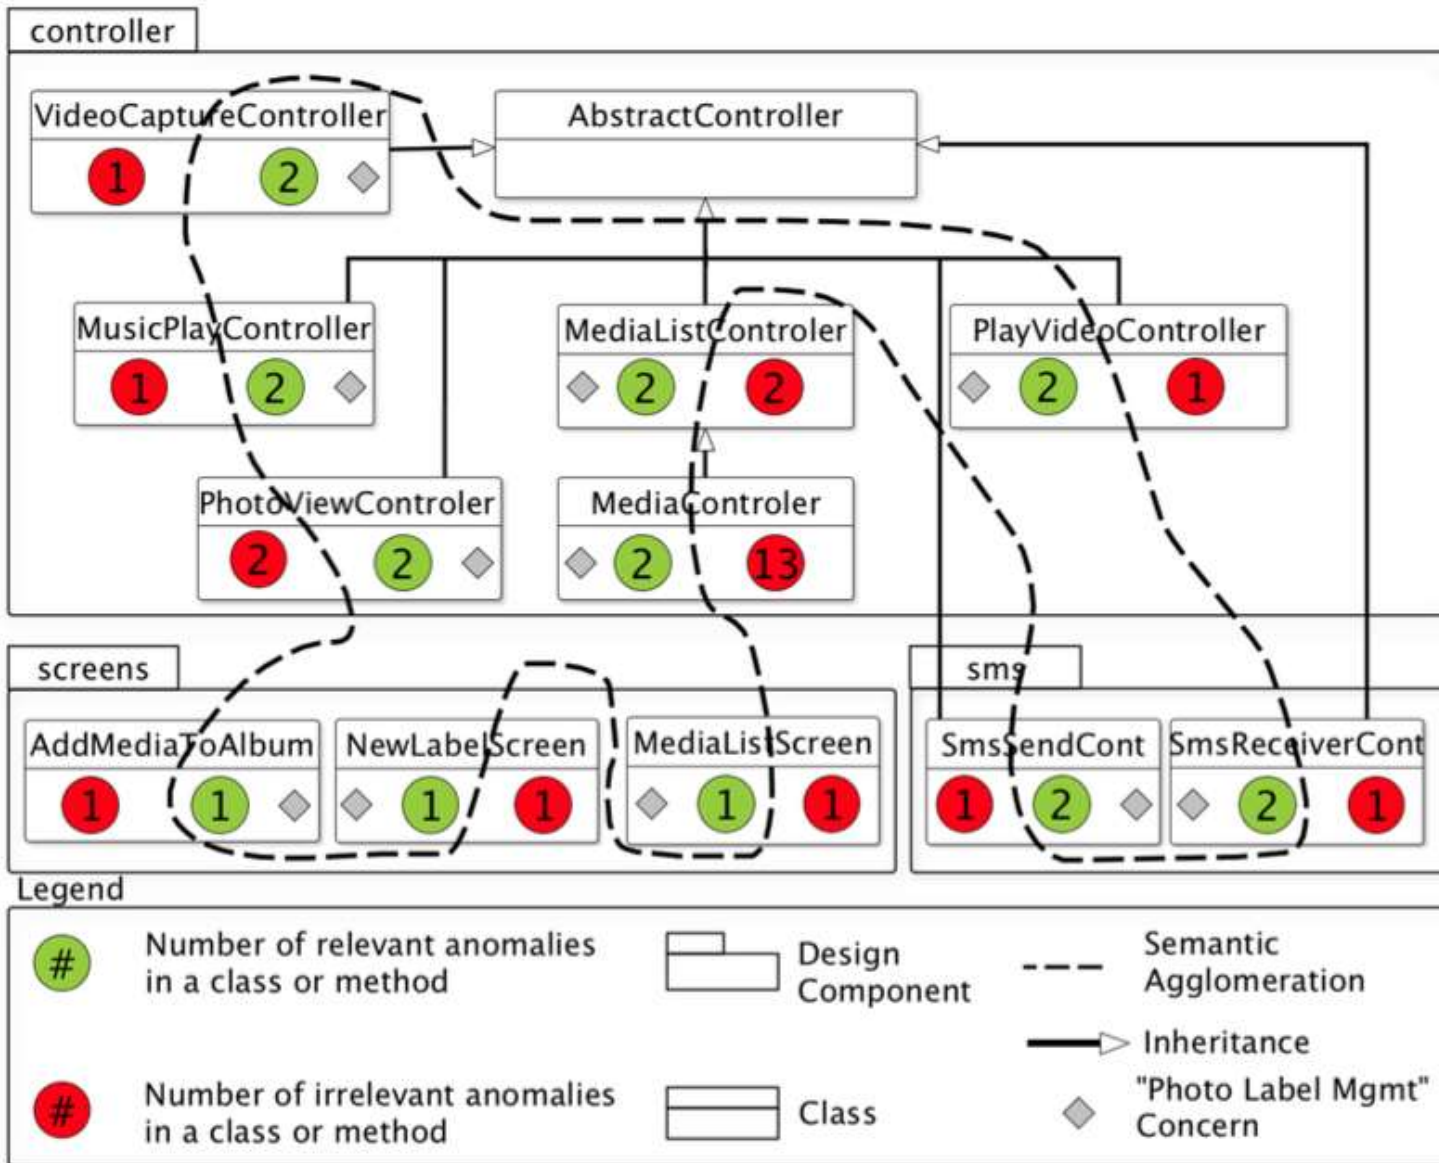 controller
VideoCaptureController
1 2
AbstractController
MusicPlayController
1 2
MediaListControler
2 2
PlayVideoController
2 1
PhotoViewControler
2 2
MediaControler
2 13
screens
AddMediaToAlbum
1 1
NewLabelScreen
1 1
MediaListScreen
1 1
sms
SmsSendCont
1 2
SmsReceiverCont
2 1
Legend
#
Number of relevant anomalies
in a class or method
Design
Component
Semantic
Agglomeration
Inheritance
#
Number of irrelevant anomalies
in a class or method
Class
"Photo Label Mgmt"
Concern